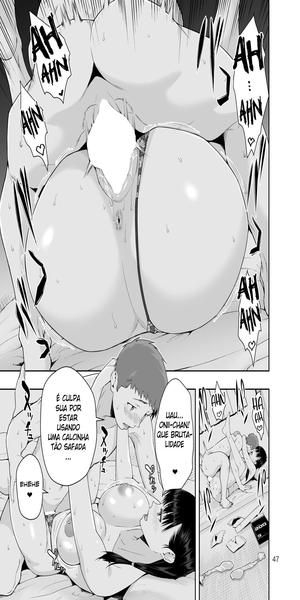 AH
AHN
AH
...
AHN
AHN
AHN
AH
AHN
AH
AHN
UAU...
ONII-CHAN!
QUE BRUTA-
LIDADE
É CULPA
SUA POR
ESTAR
USANDO
UMA CALCINHA
TÃO SAFADA
...
EHEHE
47